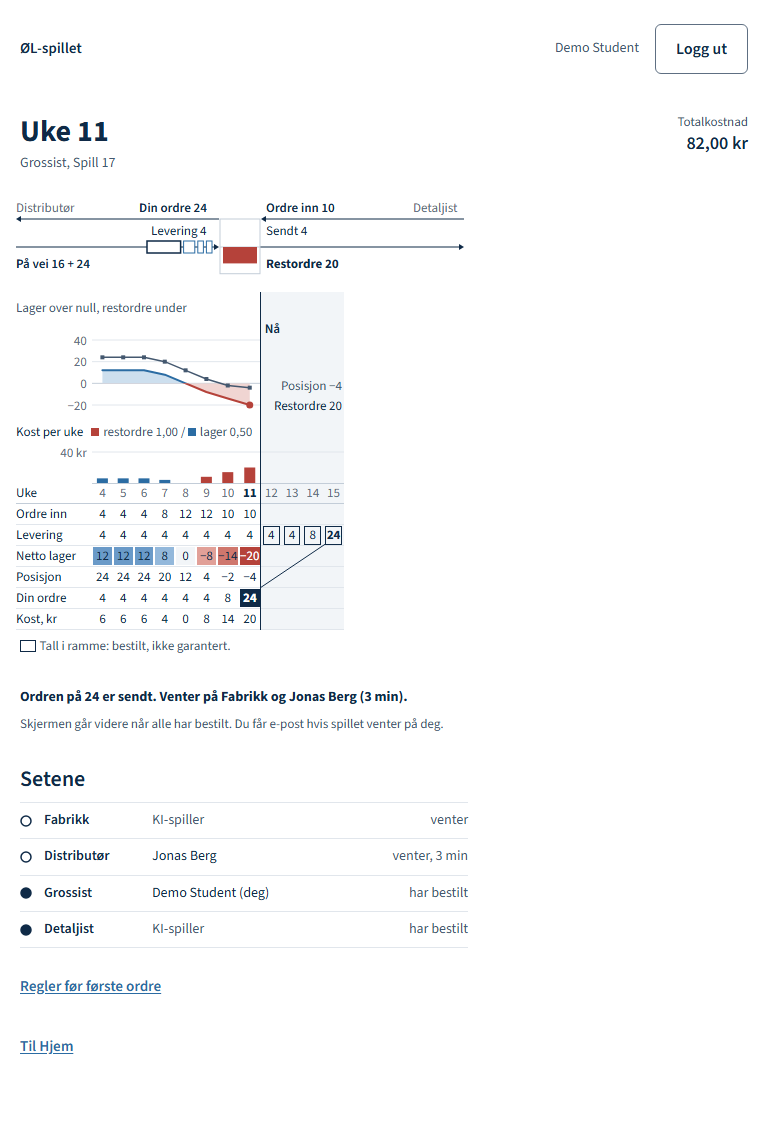 ØL-spillet
Demo Student
Logg ut
Uke 11
Totalkostnad
82,00 kr
Grossist, Spill 17
Distributør Din ordre 24 Ordre inn 10 Detaljist
Levering 4 Sendt 4
På vei 16 + 24 Restordre 20
Lager over null, restordre under
Nå
40
20
0
−20
Posisjon −4
Restordre 20
Kost per uke restordre 1,00 / lager 0,50
40 kr
Uke 4 5 6 7 8 9 10 11 12 13 14 15
Ordre inn 4 4 4 8 12 12 10 10
Levering 4 4 4 4 4 4 4 4 4 4 8 24
Netto lager 12 12 12 8 0 −8 −14 −20
Posisjon 24 24 24 20 12 4 −2 −4
Din ordre 4 4 4 4 4 4 8 24
Kost, kr 6 6 6 4 0 8 14 20
Tall i ramme: bestilt, ikke garantert.
Ordren på 24 er sendt. Venter på Fabrikk og Jonas Berg (3 min).
Skjermen går videre når alle har bestilt. Du får e-post hvis spillet venter på deg.
Setene
Fabrikk KI-spiller venter
Distributør Jonas Berg venter, 3 min
Grossist Demo Student (deg) har bestilt
Detaljist KI-spiller har bestilt
Regler før første ordre
Til Hjem